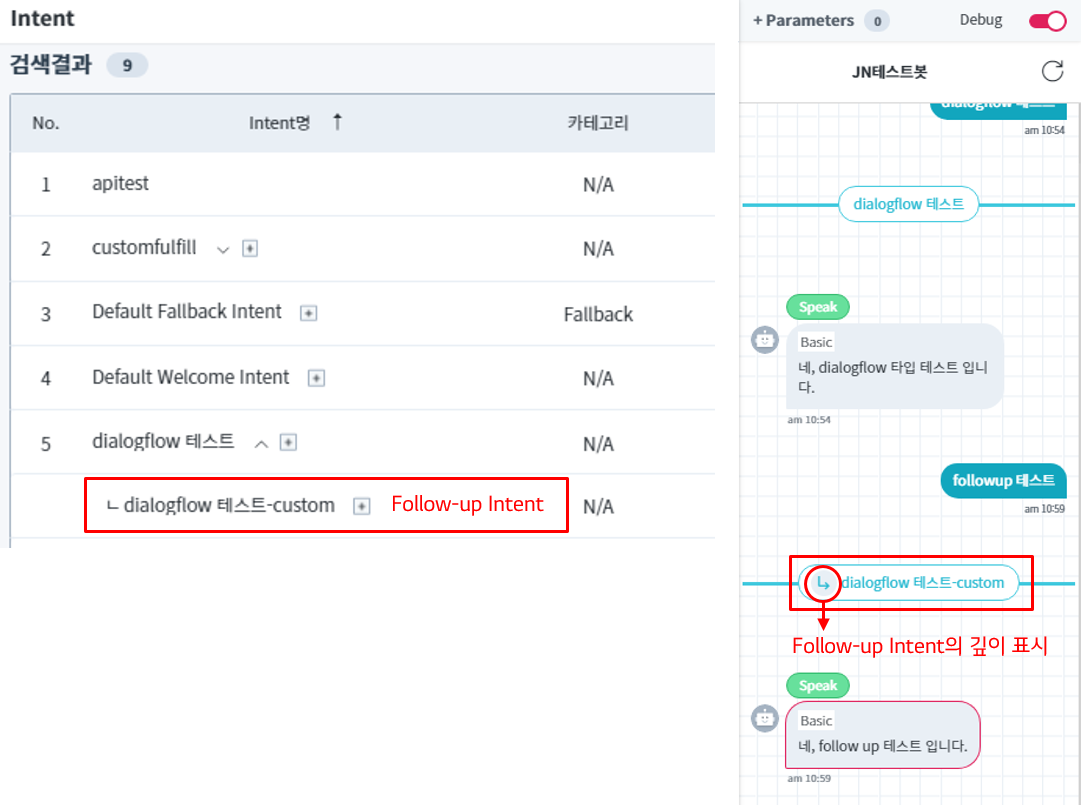 Intent
검색결과 9
No. Intent명 ↑ 카테고리
1 apitest N/A
2 customfulfill N/A
3 Default Fallback Intent Fallback
4 Default Welcome Intent N/A
5 dialogflow 테스트 N/A
ㄴ dialogflow 테스트-custom Follow-up Intent N/A
+ Parameters 0 Debug
JN테스트봇
dialogflow 테스트
am 10:54
dialogflow 테스트
Speak
Basic
네, dialogflow 타입 테스트 입니
다.
am 10:54
followup 테스트
am 10:59
dialogflow 테스트-custom
Follow-up Intent의 깊이 표시
Speak
Basic
네, follow up 테스트 입니다.
am 10:59